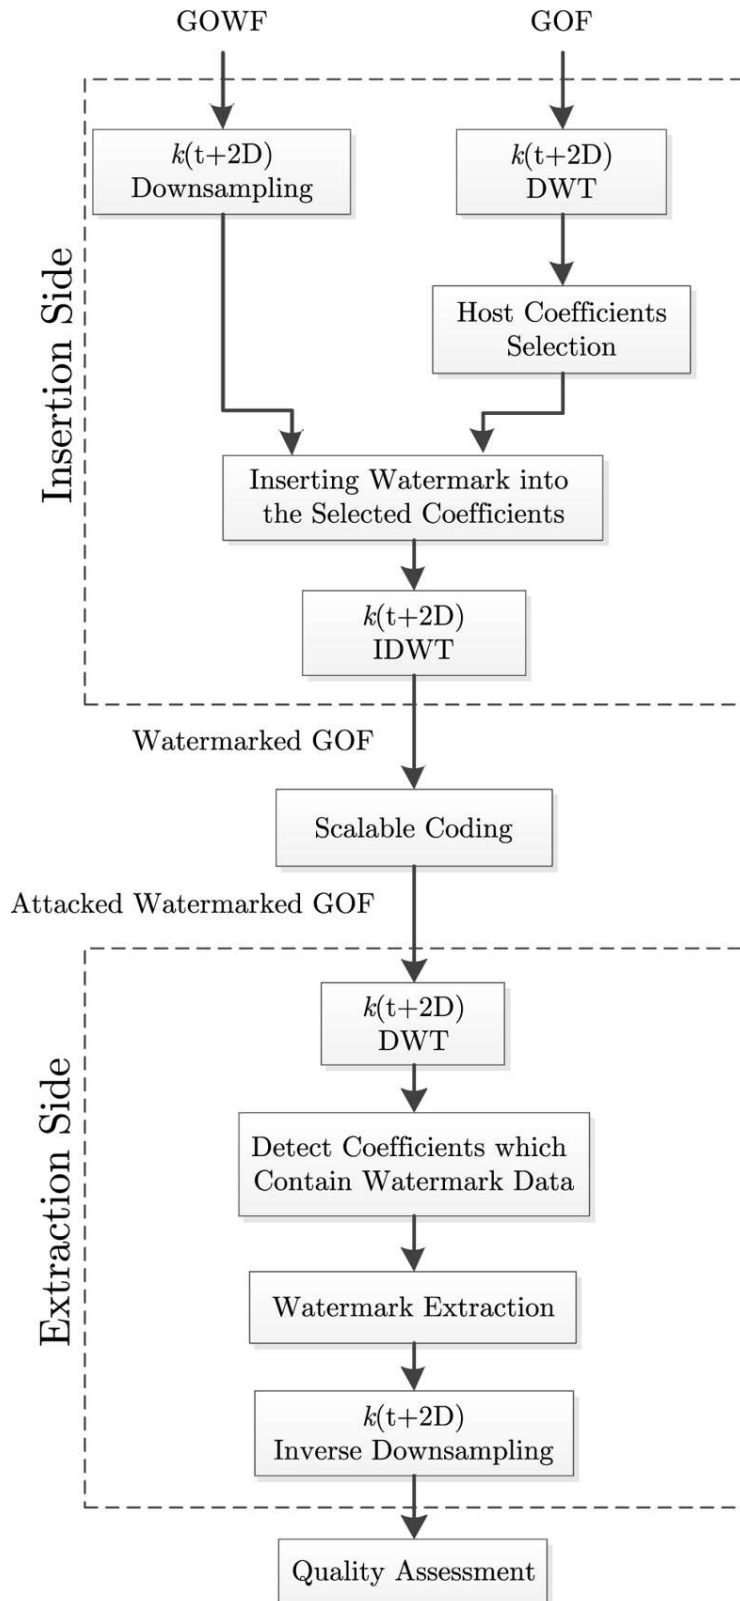 GOWF
GOF
k(t+2D)
Downsampling
k(t+2D)
DWT
Host Coefficients
Selection
Insertion Side
Inserting Watermark into
the Selected Coefficients
k(t+2D)
IDWT
Watermarked GOF
Scalable Coding
Attacked Watermarked GOF
k(t+2D)
DWT
Extraction Side
Detect Coefficients which
Contain Watermark Data
Watermark Extraction
k(t+2D)
Inverse Downsampling
Quality Assessment